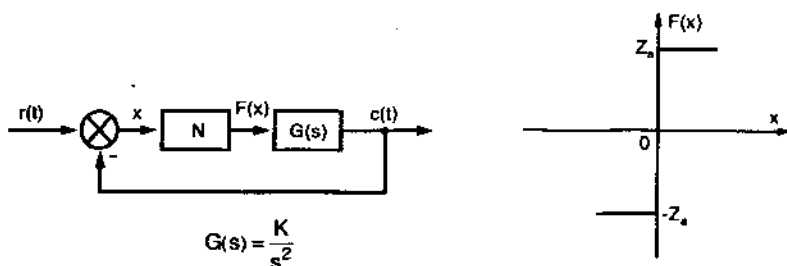 r(t) x N F(x) G(s) c(t)
-
G(s) = K/s²
F(x)
Zₐ
0 x
-Zₐ